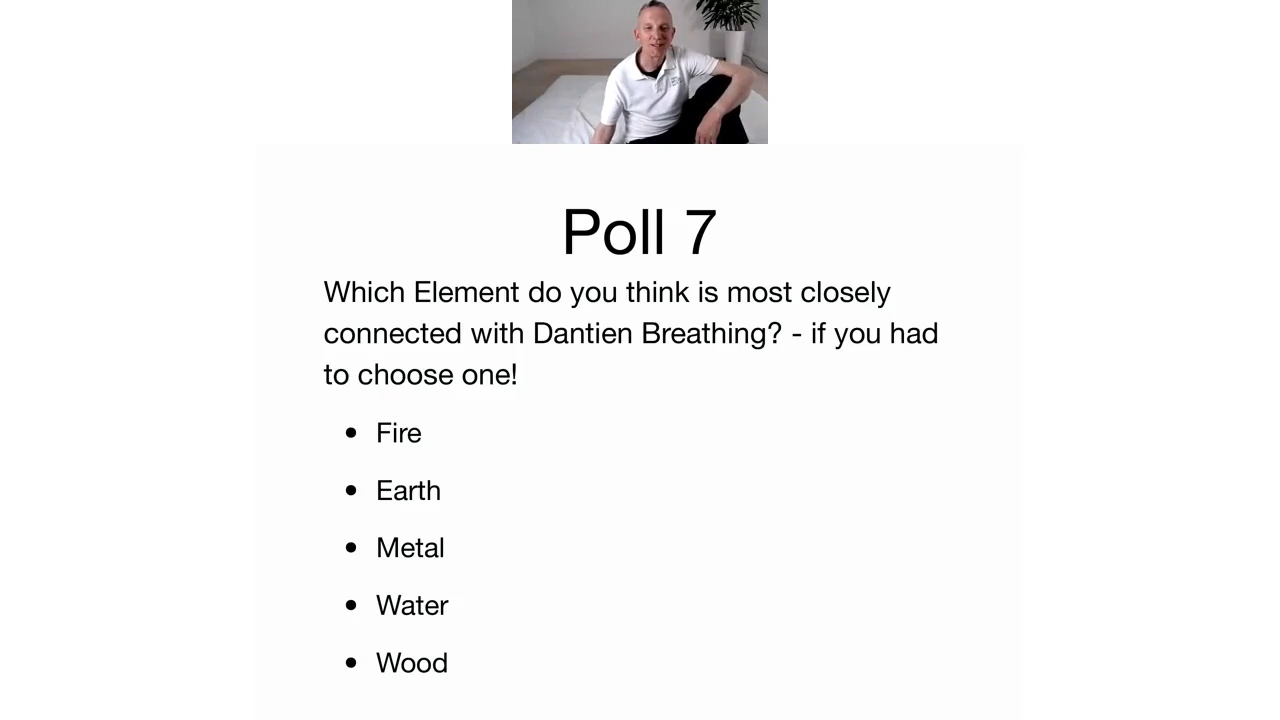 Poll 7
Which Element do you think is most closely
connected with Dantien Breathing? - if you had
to choose one!
• Fire
• Earth
• Metal
• Water
• Wood